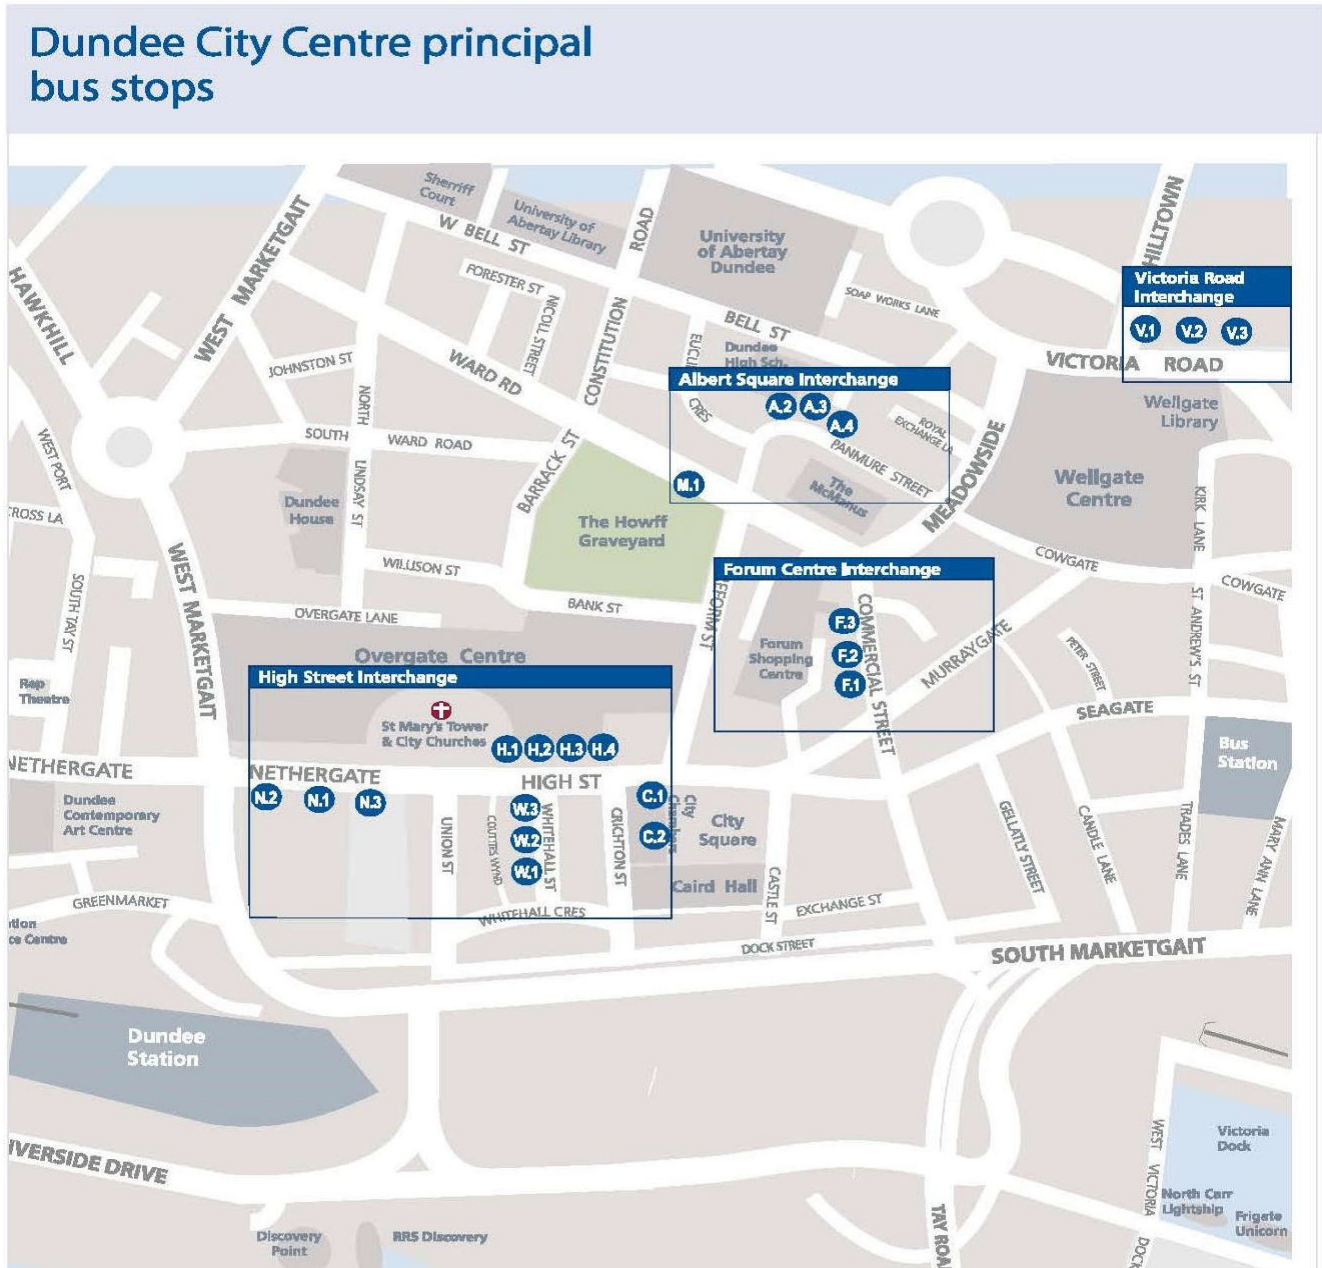 Dundee City Centre principal
bus stops
Sherriff
Court
University of
Abertay Library
W BELL ST
ROAD
University
of Abertay
Dundee
HILLTOWN
HAWKHILL
WEST MARKETGAIT
FORESTER ST
NICOLL STREET
CONSTITUTION
SOAP WORKS LANE
BELL ST
Dundee
High Sch.
Victoria Road
Interchange
V.1 V.2 V.3
VICTORIA ROAD
JOHNSTON ST
WARD RD
Albert Square Interchange
A.2 A.3
A.4
CRES
ROYAL
EXCHANGE LA
PANMURE STREET
The
McManus
M.1
MEADOWSIDE
Wellgate
Library
Wellgate
Centre
NORTH
LINDSAY ST
SOUTH WARD ROAD
WEST PORT
BARRACK ST
Dundee
House
The Howff
Graveyard
KIRK LANE
WILLISON ST
COWGATE
COWGATE
WEST MARKETGAIT
SOUTH TAY ST
OVERGATE LANE
BANK ST
Forum Centre Interchange
F.3
F.2
F.1
COMMERCIAL STREET
Forum
Shopping
Centre
MURRAYGATE
PETER STREET
ST ANDREW'S ST
Overgate Centre
High Street Interchange
St Mary's Tower
& City Churches
H.1 H.2 H.3 H.4
Rep
Theatre
SEAGATE
Bus
Station
NETHERGATE
NETHERGATE
HIGH ST
N.2 N.1 N.3
W.3
W.2
W.1
C.1
C.2
Dundee
Contemporary
Art Centre
UNION ST
COUTTIES WYND
WHITEHALL ST
CRICHTON ST
City
Square
Caird Hall
CASTLE ST
GELLATLY STREET
CANDLE LANE
TRADES LANE
MARY ANN LANE
GREENMARKET
WHITEHALL CRES
EXCHANGE ST
DOCK STREET
SOUTH MARKETGAIT
Dundee
Station
Victoria
Dock
WEST VICTORIA
DOCK
North Carr
Lightship
Frigate
Unicorn
Discovery
Point
RRS Discovery